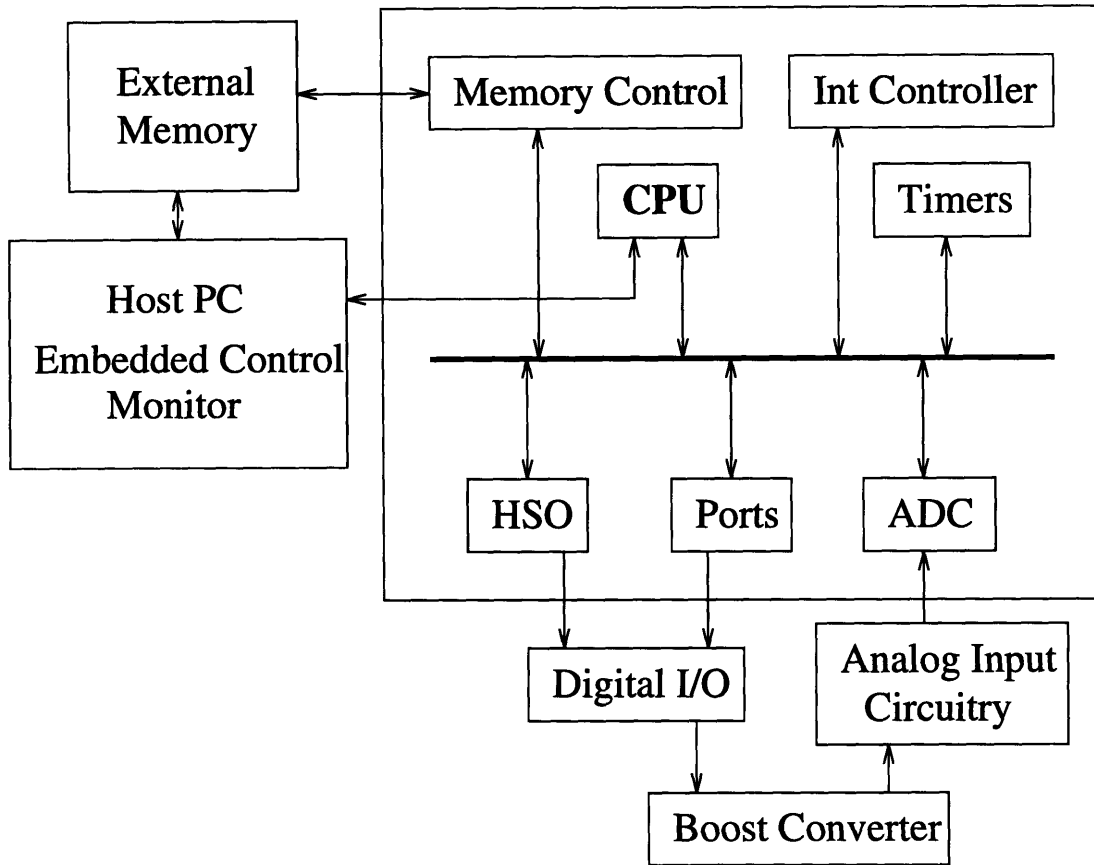 External
Memory
Memory Control
Int Controller
CPU
Timers
Host PC
Embedded Control
Monitor
HSO
Ports
ADC
Digital I/O
Analog Input
Circuitry
Boost Converter